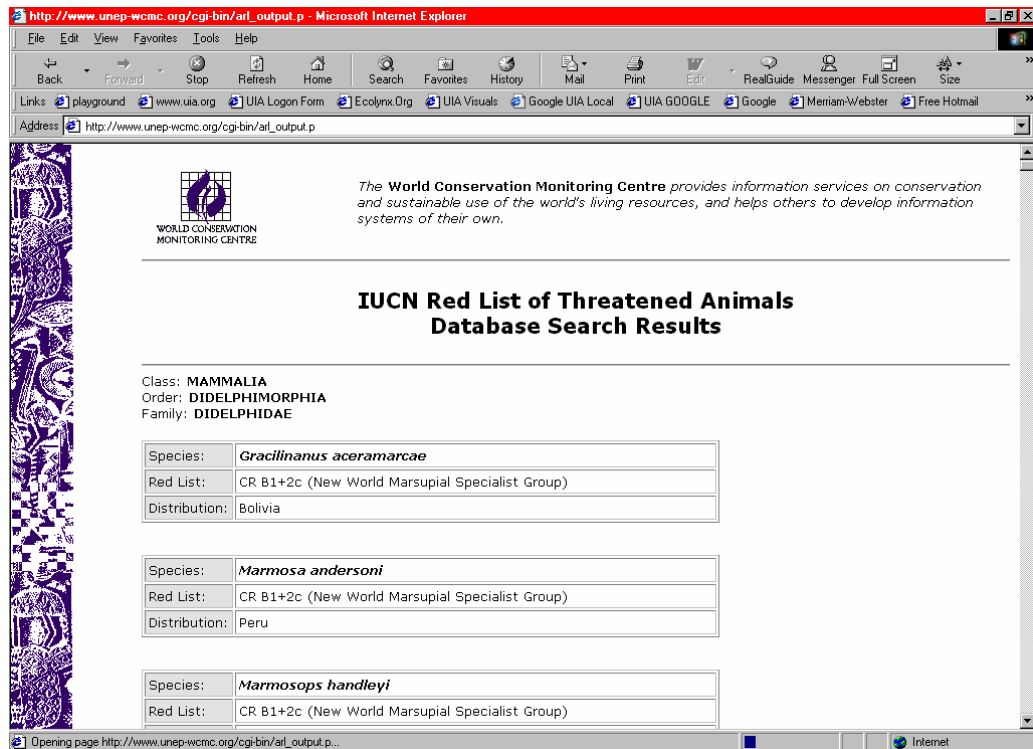 http://www.unep-wcmc.org/cgi-bin/arl_output.p - Microsoft Internet Explorer
File Edit View Favorites Tools Help
Back Forward Stop Refresh Home Search Favorites History Mail Print Edit RealGuide Messenger Full Screen Size »
Links playground www.uia.org UIA Logon Form Ecolynx.Org UIA Visuals Google UIA Local UIA GOOGLE Google Merriam-Webster Free Hotmail »
Address http://www.unep-wcmc.org/cgi-bin/arl_output.p
WORLD CONSERVATION
MONITORING CENTRE
The World Conservation Monitoring Centre provides information services on conservation
and sustainable use of the world's living resources, and helps others to develop information
systems of their own.
IUCN Red List of Threatened Animals
Database Search Results
Class: MAMMALIA
Order: DIDELPHIMORPHIA
Family: DIDELPHIDAE
Species: Gracilinanus aceramarcae
Red List: CR B1+2c (New World Marsupial Specialist Group)
Distribution: Bolivia
Species: Marmosa andersoni
Red List: CR B1+2c (New World Marsupial Specialist Group)
Distribution: Peru
Species: Marmosops handleyi
Red List: CR B1+2c (New World Marsupial Specialist Group)
Opening page http://www.unep-wcmc.org/cgi-bin/arl_output.p... Internet